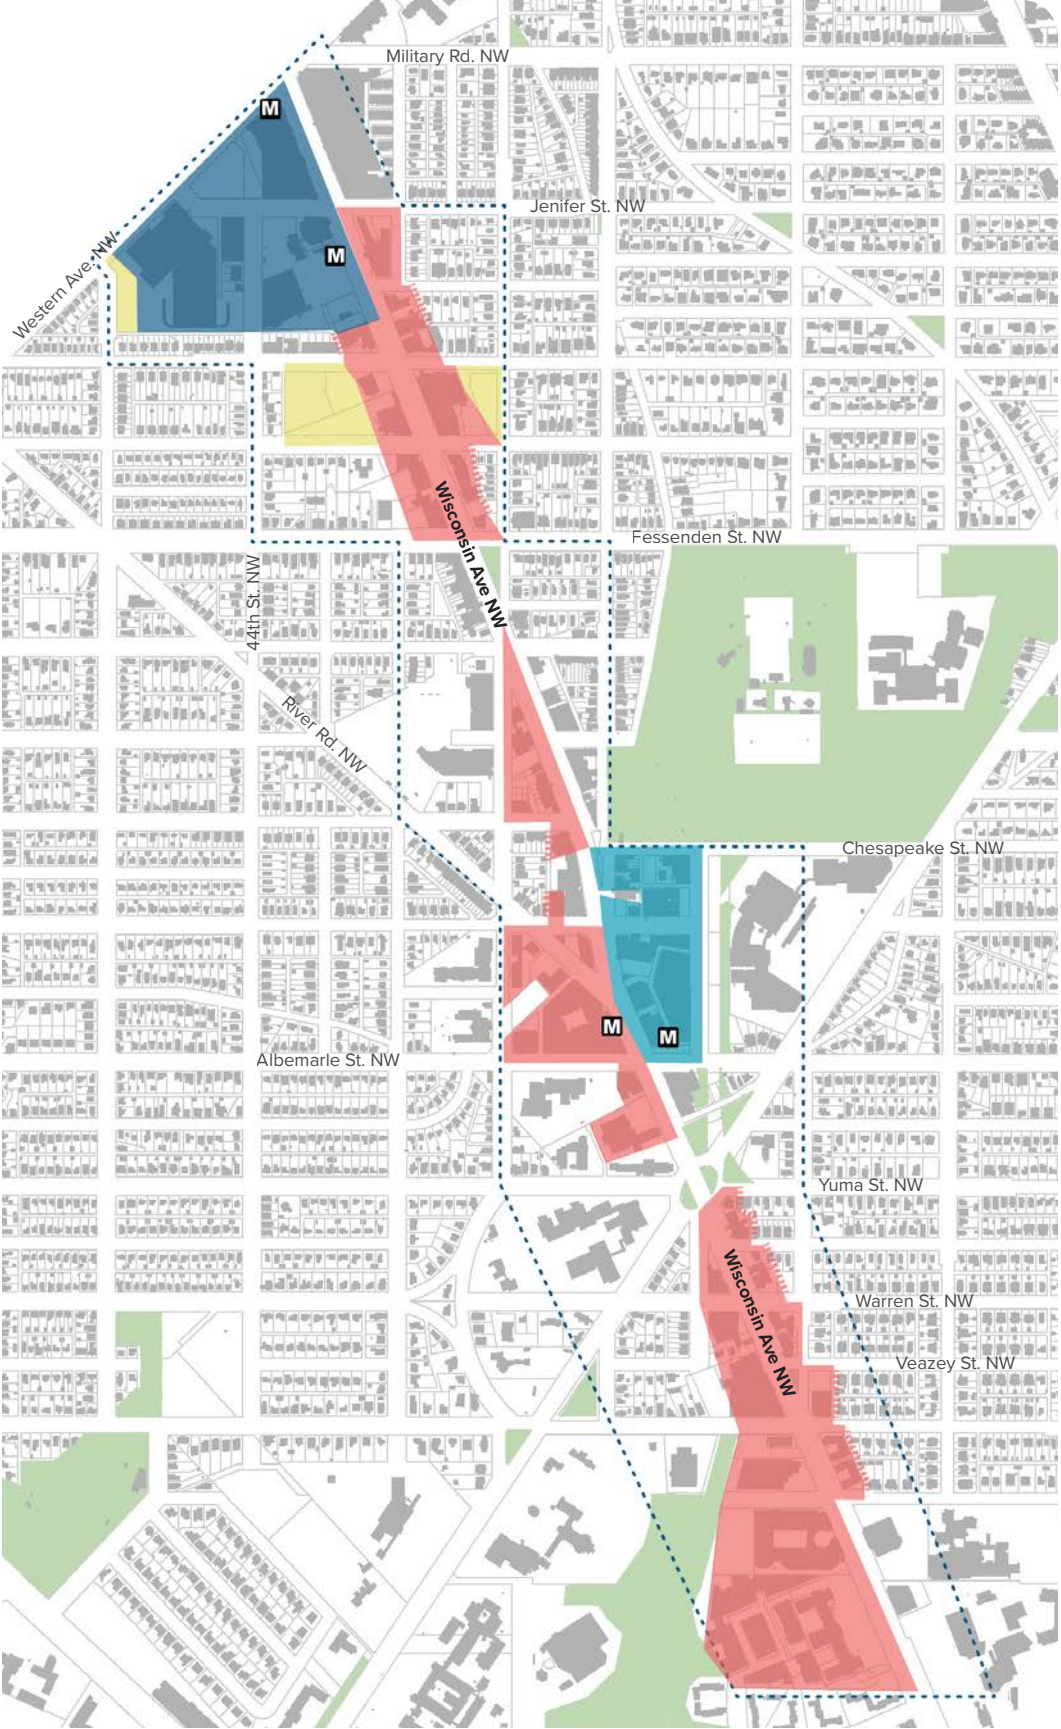 Military Rd. NW
M
Jenifer St. NW
Western Ave. NW
M
Wisconsin Ave NW
Fessenden St. NW
44th St. NW
River Rd. NW
Chesapeake St. NW
M
M
Albemarle St. NW
Yuma St. NW
Wisconsin Ave NW
Warren St. NW
Veazey St. NW